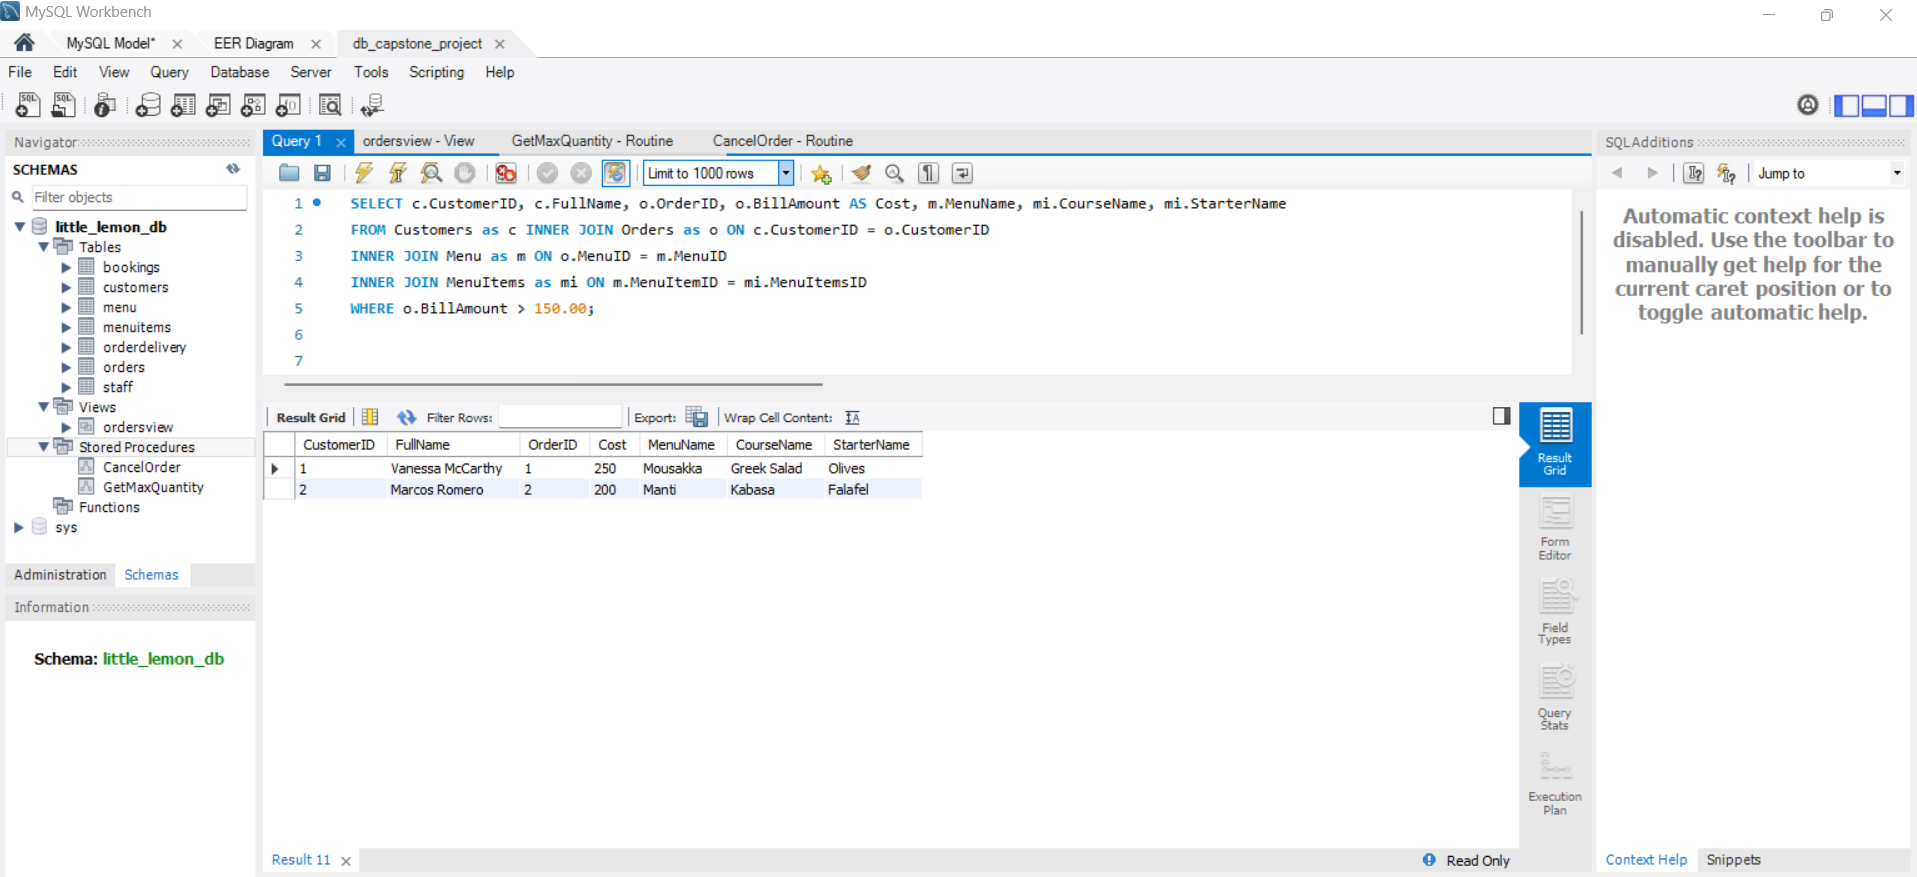 MySQL Workbench
MySQL Model* EER Diagram db_capstone_project
File Edit View Query Database Server Tools Scripting Help
Navigator
SCHEMAS
Filter objects
little_lemon_db
Tables
bookings
customers
menu
menuitems
orderdelivery
orders
staff
Views
ordersview
Stored Procedures
CancelOrder
GetMaxQuantity
Functions
sys
Administration Schemas
Information
Schema: little_lemon_db
Query 1 ordersview - View GetMaxQuantity - Routine CancelOrder - Routine
Limit to 1000 rows
1 SELECT c.CustomerID, c.FullName, o.OrderID, o.BillAmount AS Cost, m.MenuName, mi.CourseName, mi.StarterName
2 FROM Customers as c INNER JOIN Orders as o ON c.CustomerID = o.CustomerID
3 INNER JOIN Menu as m ON o.MenuID = m.MenuID
4 INNER JOIN MenuItems as mi ON m.MenuItemID = mi.MenuItemsID
5 WHERE o.BillAmount > 150.00;
6
7
Result Grid Filter Rows: Export: Wrap Cell Content:
CustomerID FullName OrderID Cost MenuName CourseName StarterName
1 Vanessa McCarthy 1 250 Mousakka Greek Salad Olives
2 Marcos Romero 2 200 Manti Kabasa Falafel
Result
Grid
Form
Editor
Field
Types
Query
Stats
Execution
Plan
Result 11 Read Only
SQLAdditions
Jump to
Automatic context help is
disabled. Use the toolbar to
manually get help for the
current caret position or to
toggle automatic help.
Context Help Snippets